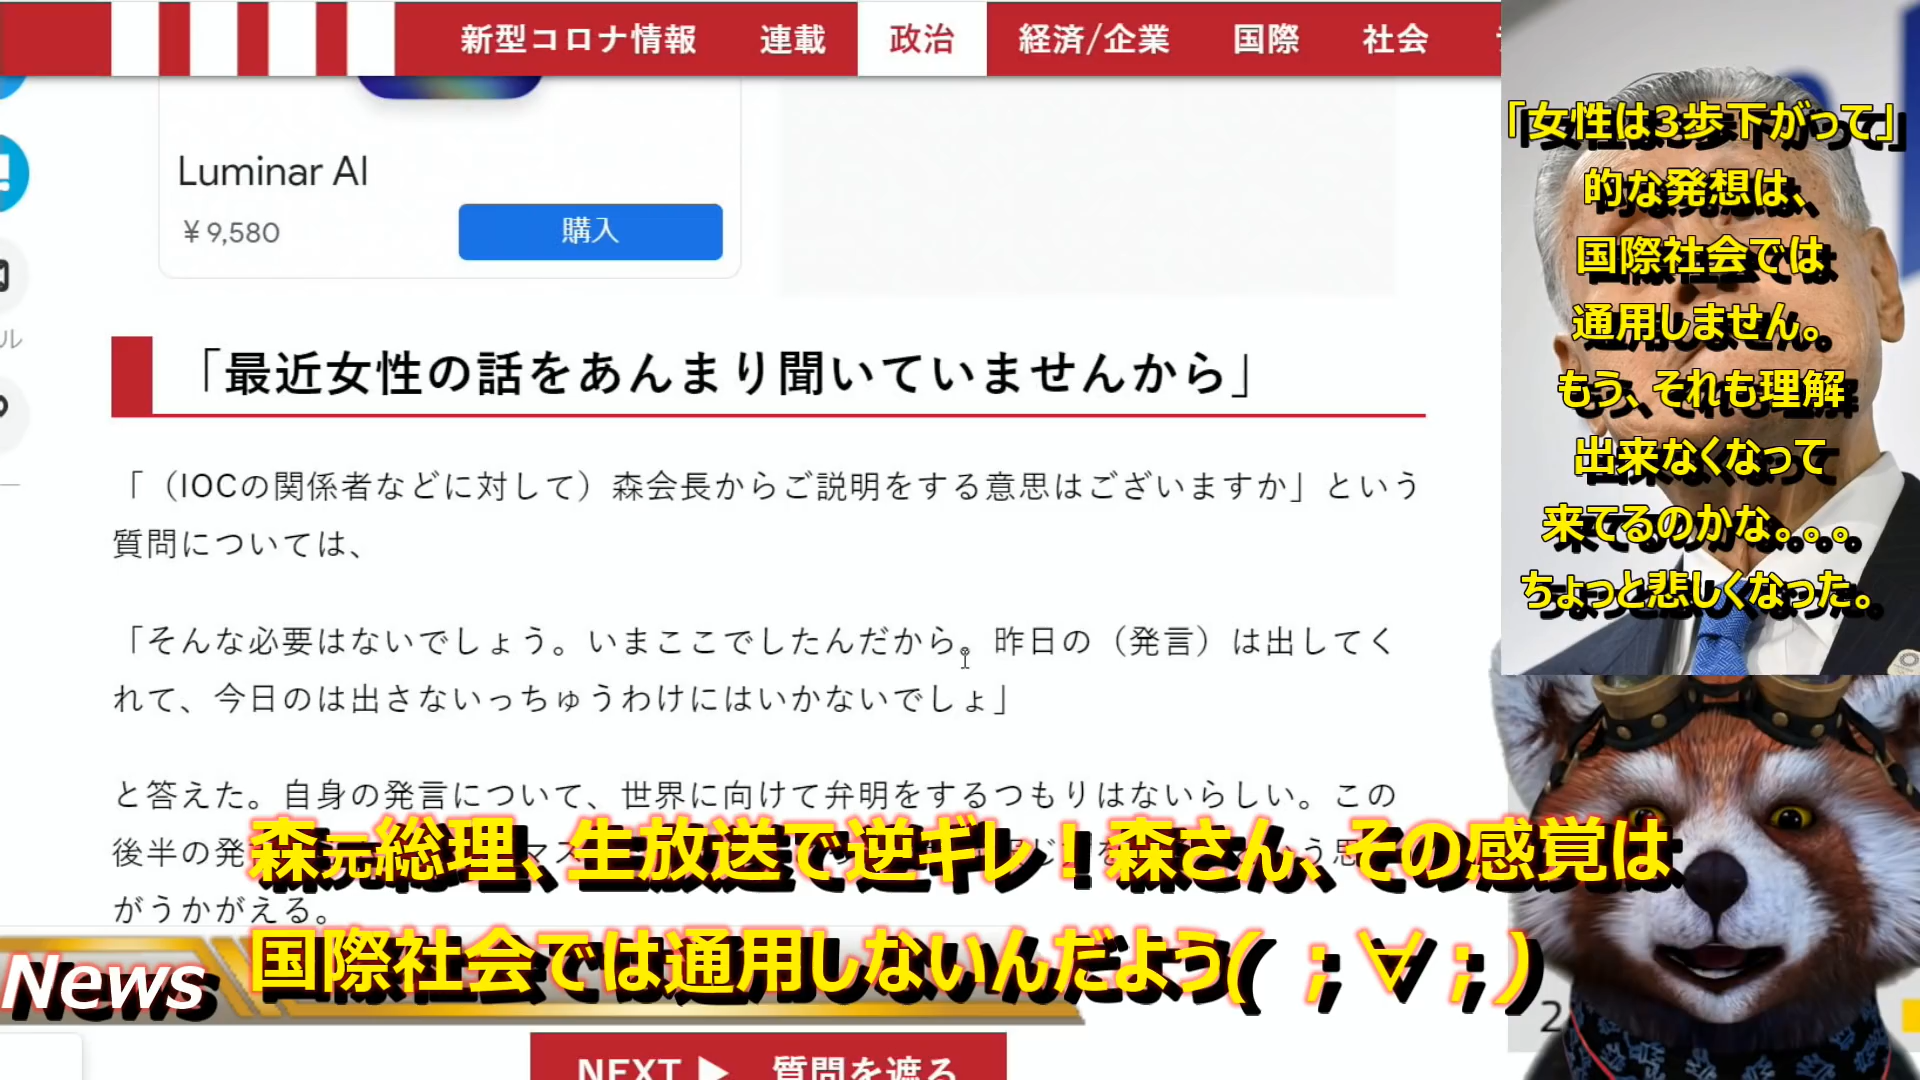 新型コロナ情報 連載 政治 経済/企業 国際 社会
Luminar AI
¥ 9,580
購入
ル
「最近女性の話をあんまり聞いていませんから」
「（IOCの関係者などに対して）森会長からご説明をする意思はございますか」という
質問については、
「そんな必要はないでしょう。いまここでしたんだから。昨日の（発言）は出してく
れて、今日のは出さないっちゅうわけにはいかないでしょ」
と答えた。自身の発言について、世界に向けて弁明をするつもりはないらしい。この
後半の発
がうかがえる。
「女性は3歩下がって」
的な発想は、
国際社会では
通用しません。
もう、それも理解
出来なくなって
来てるのかな。。。
ちょっと悲しくなった。
森元総理、生放送で逆ギレ！森さん、その感覚は
国際社会では通用しないんだよう( ；∀；)
News
2
NEXT ▶ 質問を遮る